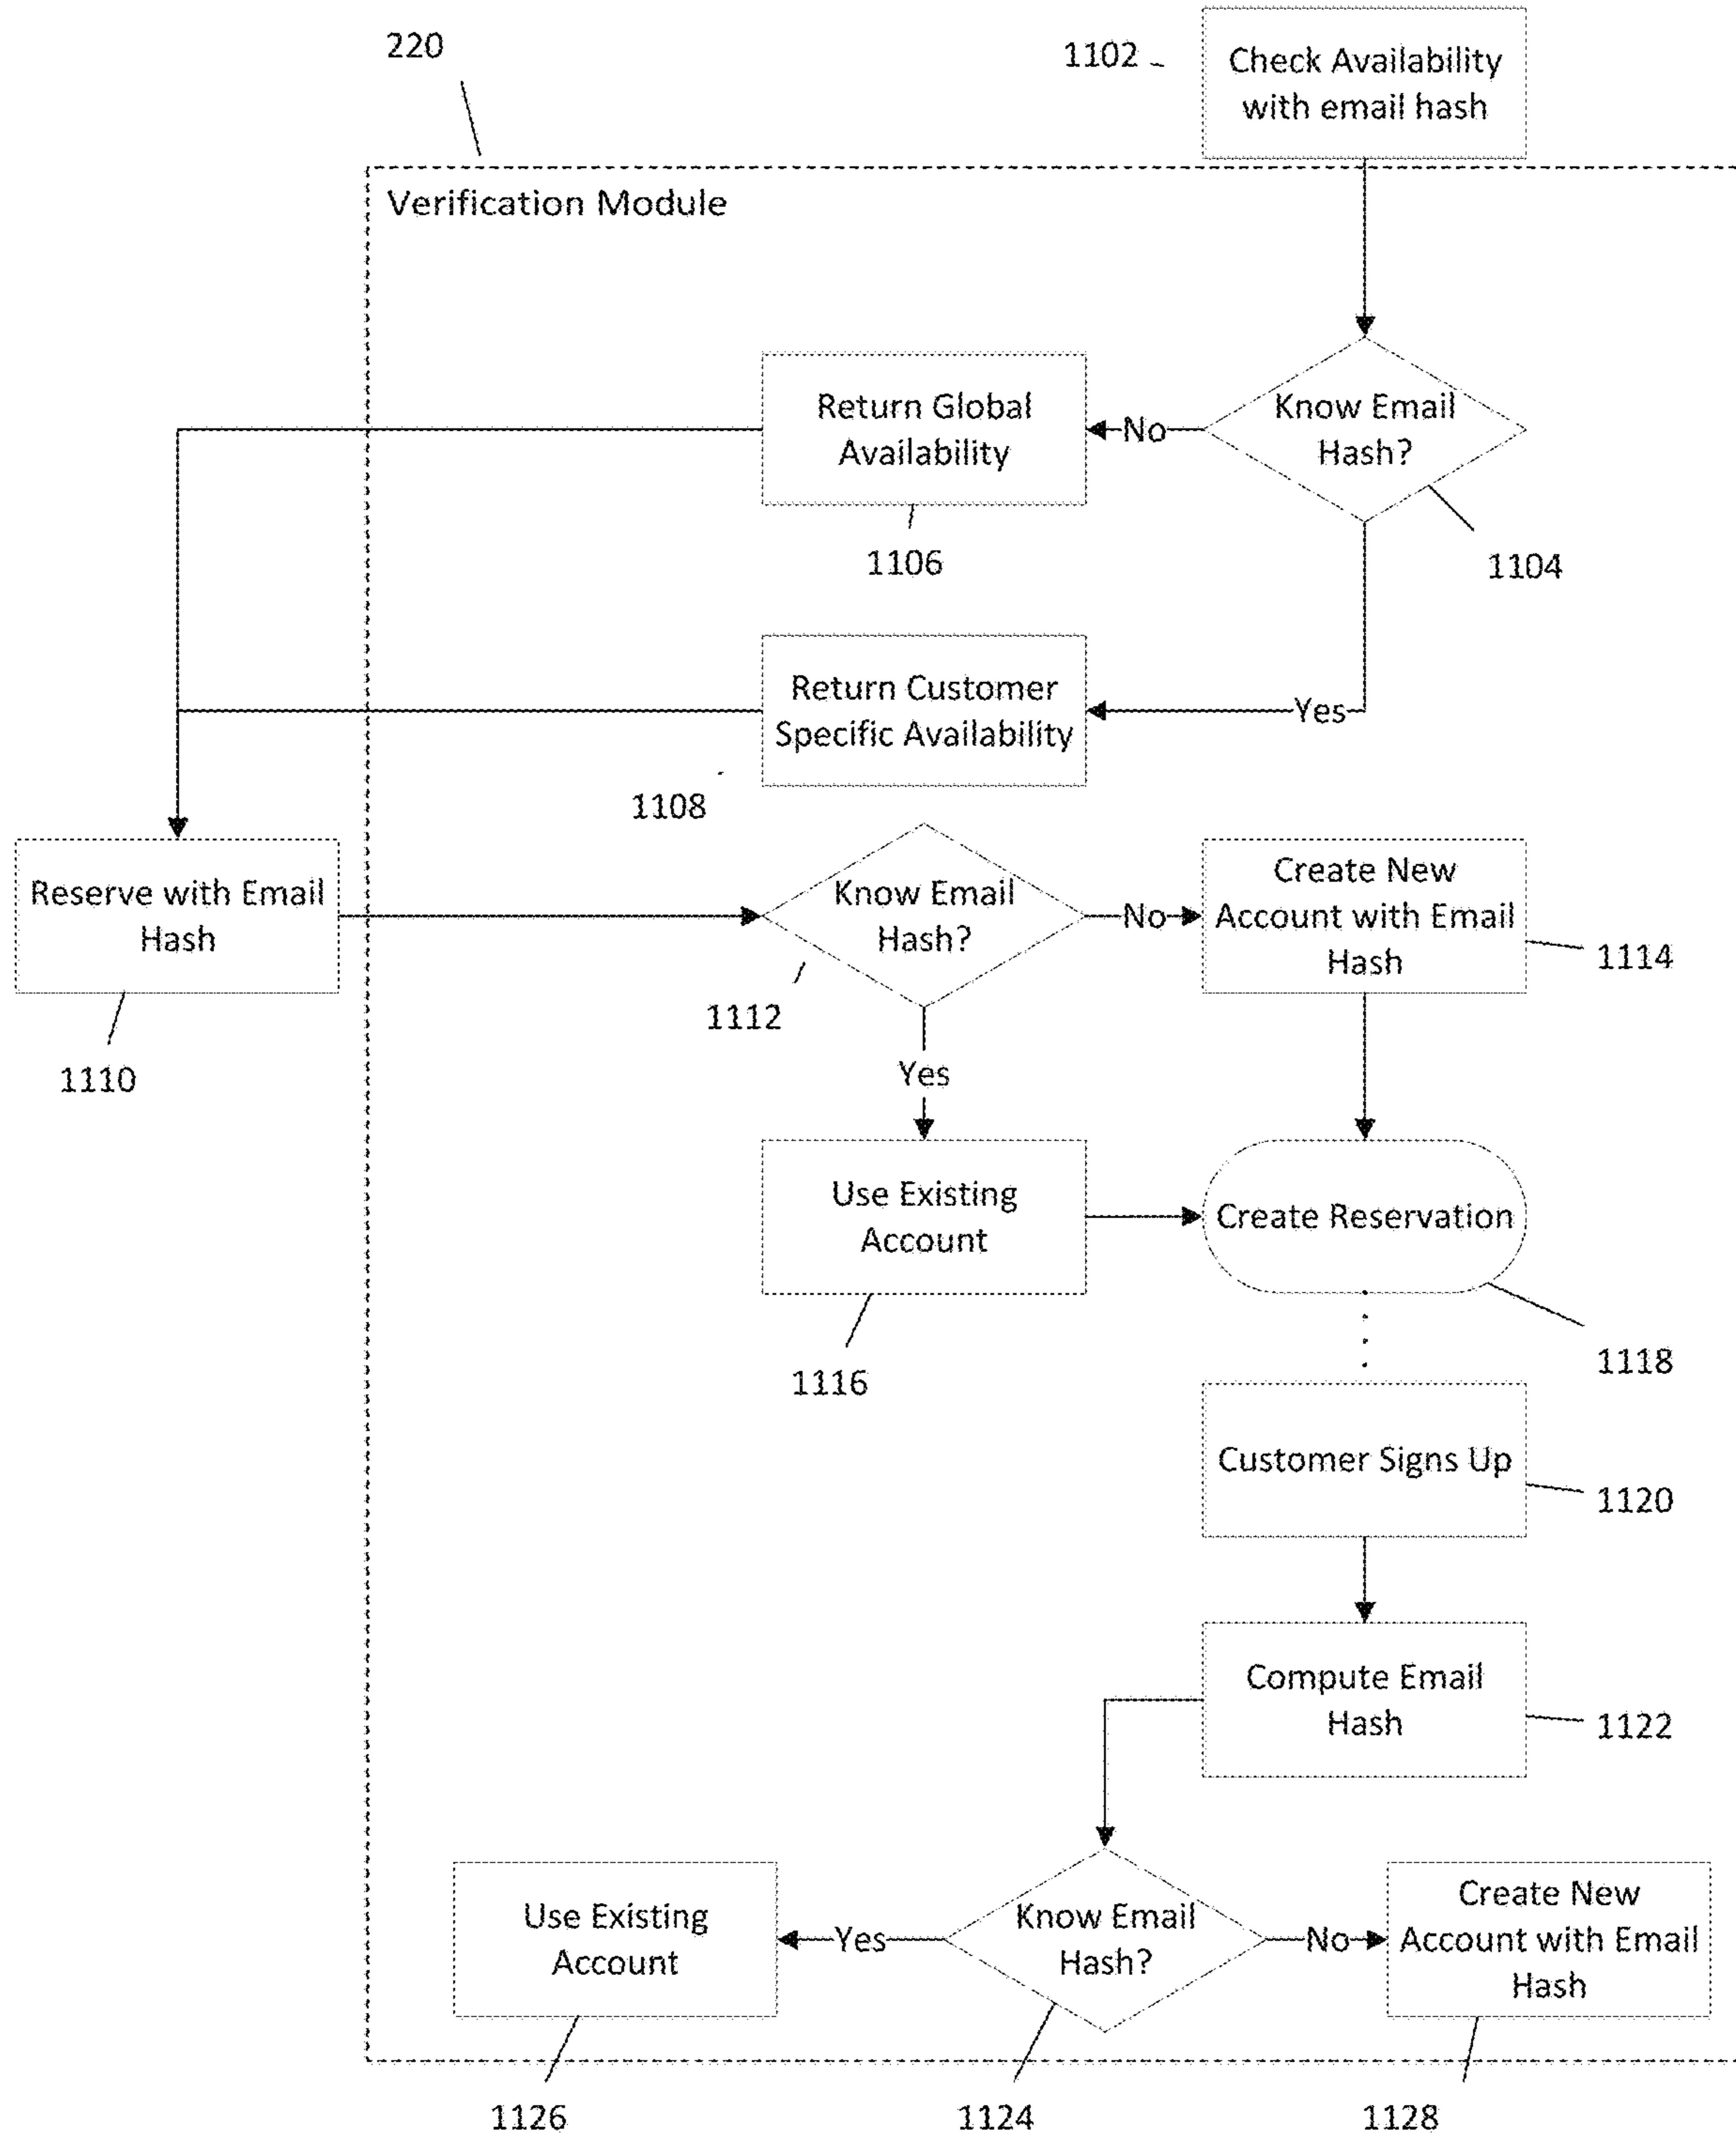 220
1102
Check Availability
with email hash
Verification Module
Return Global
Availability
No
Know Email
Hash?
1106
1104
Return Customer
Specific Availability
Yes
1108
Reserve with Email
Hash
Know Email
Hash?
No
Create New
Account with Email
Hash
1114
1112
1110
Yes
Use Existing
Account
Create Reservation
1116
1118
Customer Signs Up
1120
Compute Email
Hash
1122
Use Existing
Account
Yes
Know Email
Hash?
No
Create New
Account with Email
Hash
1126
1124
1128